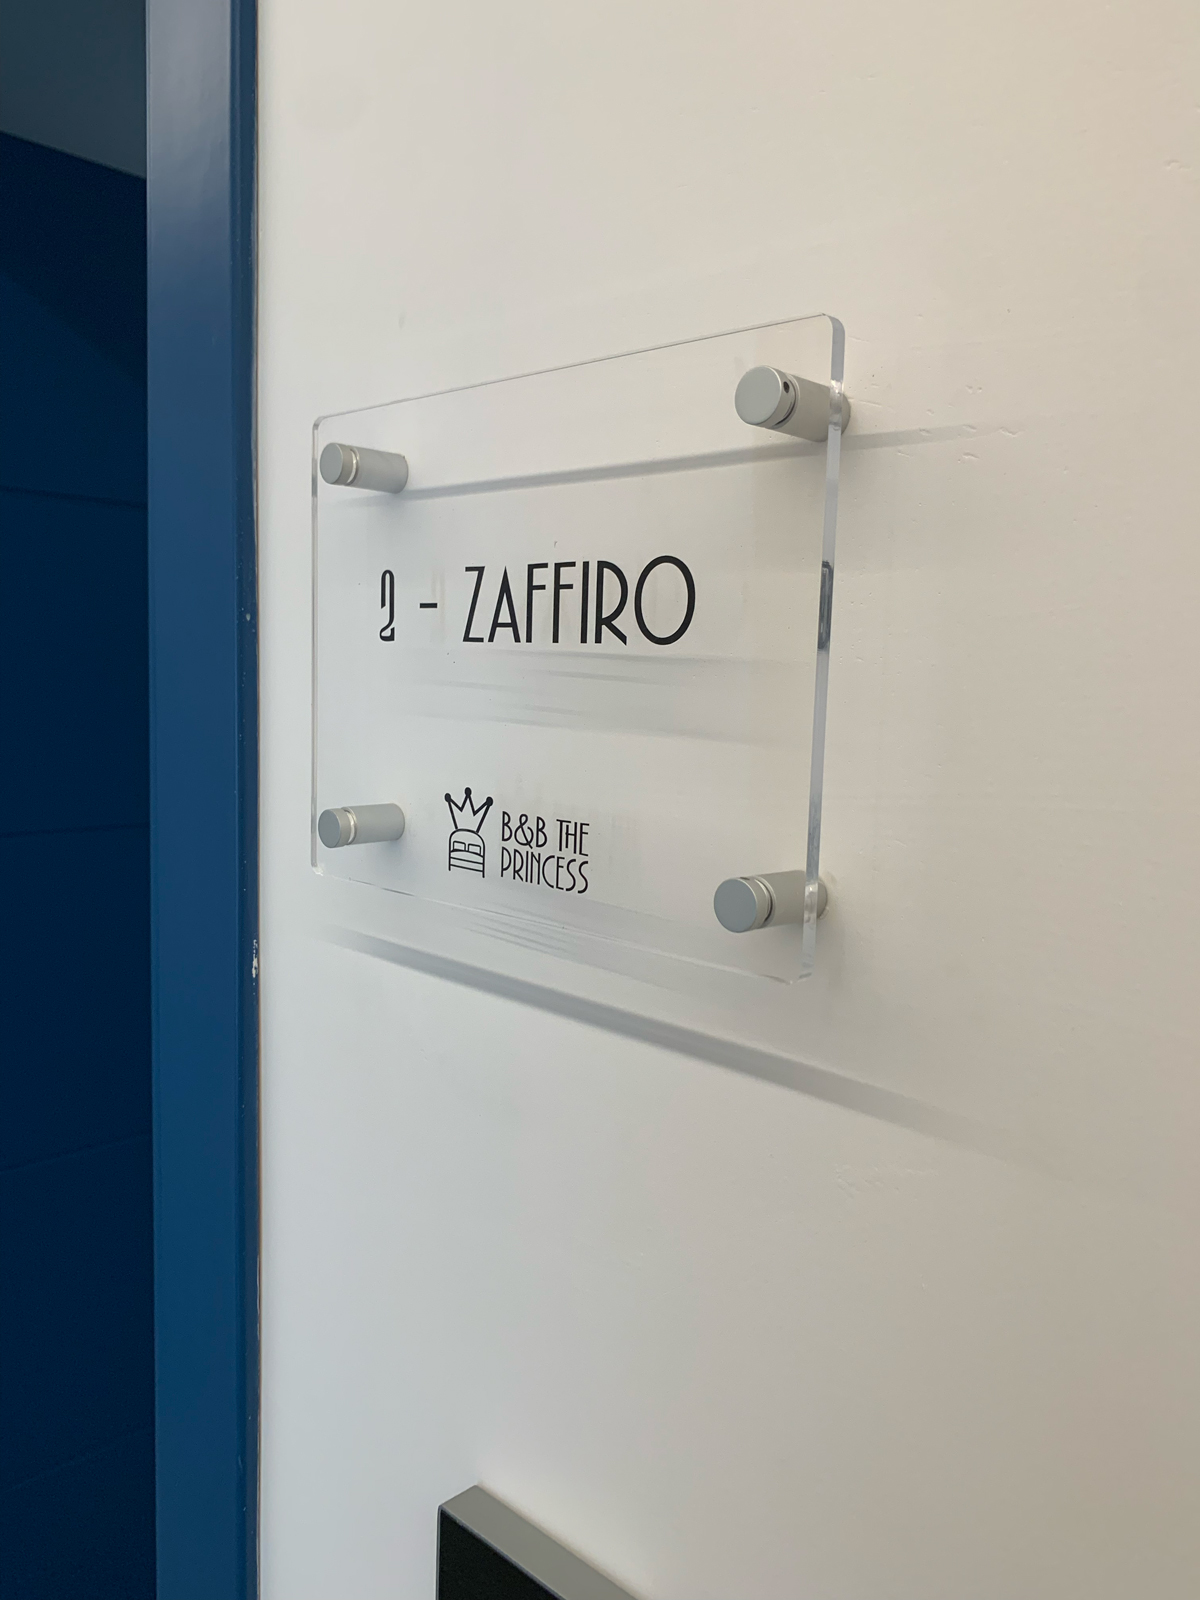 2 - ZAFFIRO
B&B THE
PRINCESS